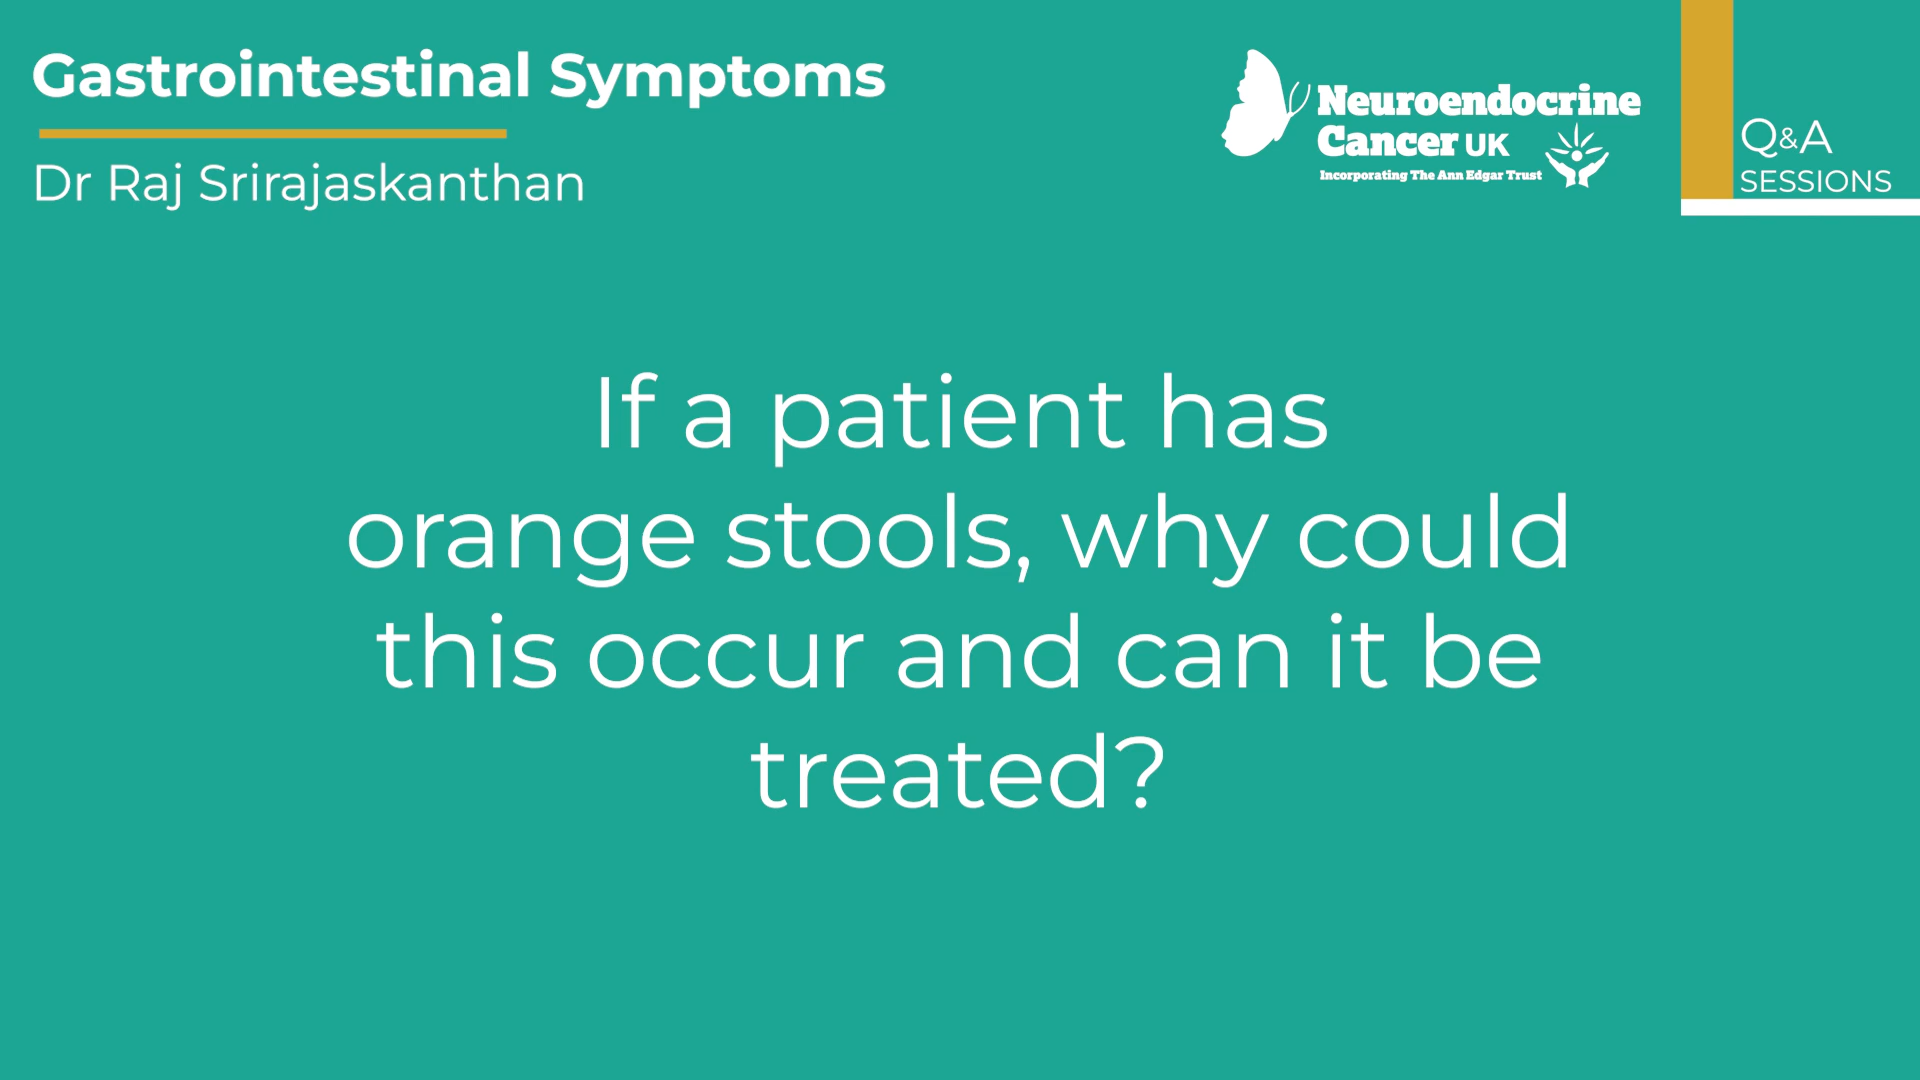 Gastrointestinal Symptoms
Dr Raj Srirajaskanthan
Neuroendocrine
Cancer UK
Incorporating The Ann Edgar Trust
Q&A
SESSIONS
If a patient has
orange stools, why could
this occur and can it be
treated?